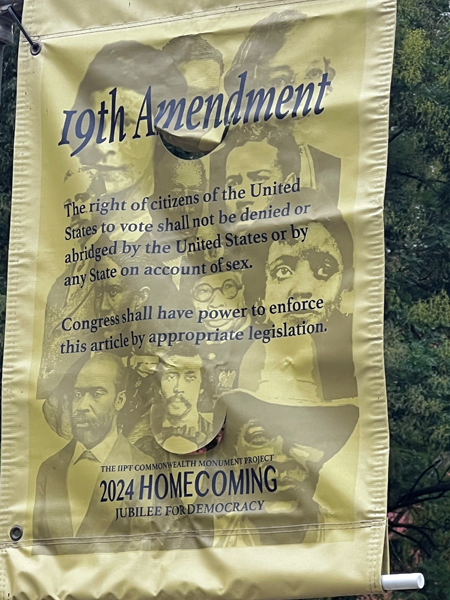 19th Amendment
The right of citizens of the United
States to vote shall not be denied or
abridged by the United States or by
any State on account of sex.
Congress shall have power to enforce
this article by appropriate legislation.
THE IIPT COMMONWEALTH MONUMENT PROJECT
2024 HOMECOMING
JUBILEE FOR DEMOCRACY